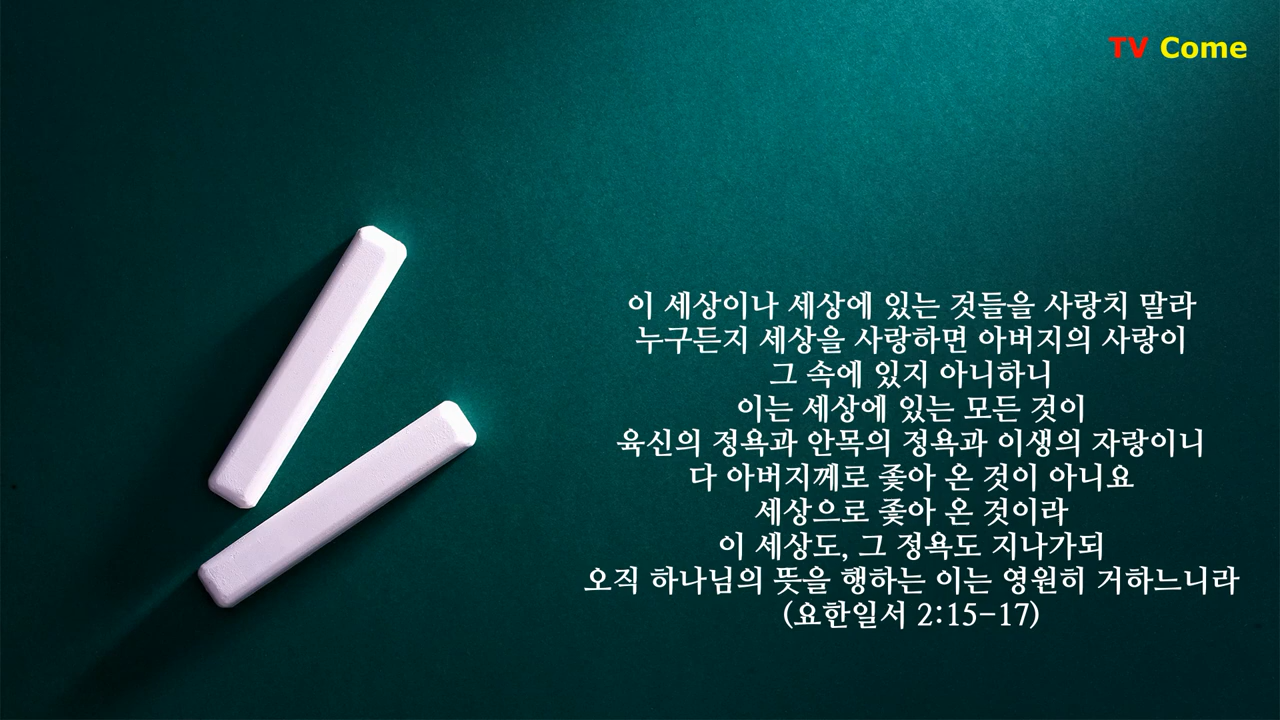 TV Come
이 세상이나 세상에 있는 것들을 사랑치 말라
누구든지 세상을 사랑하면 아버지의 사랑이
그 속에 있지 아니하니
이는 세상에 있는 모든 것이
육신의 정욕과 안목의 정욕과 이생의 자랑이니
다 아버지께로 좇아 온 것이 아니요
세상으로 좇아 온 것이라
이 세상도, 그 정욕도 지나가되
오직 하나님의 뜻을 행하는 이는 영원히 거하느니라
(요한일서 2:15-17)